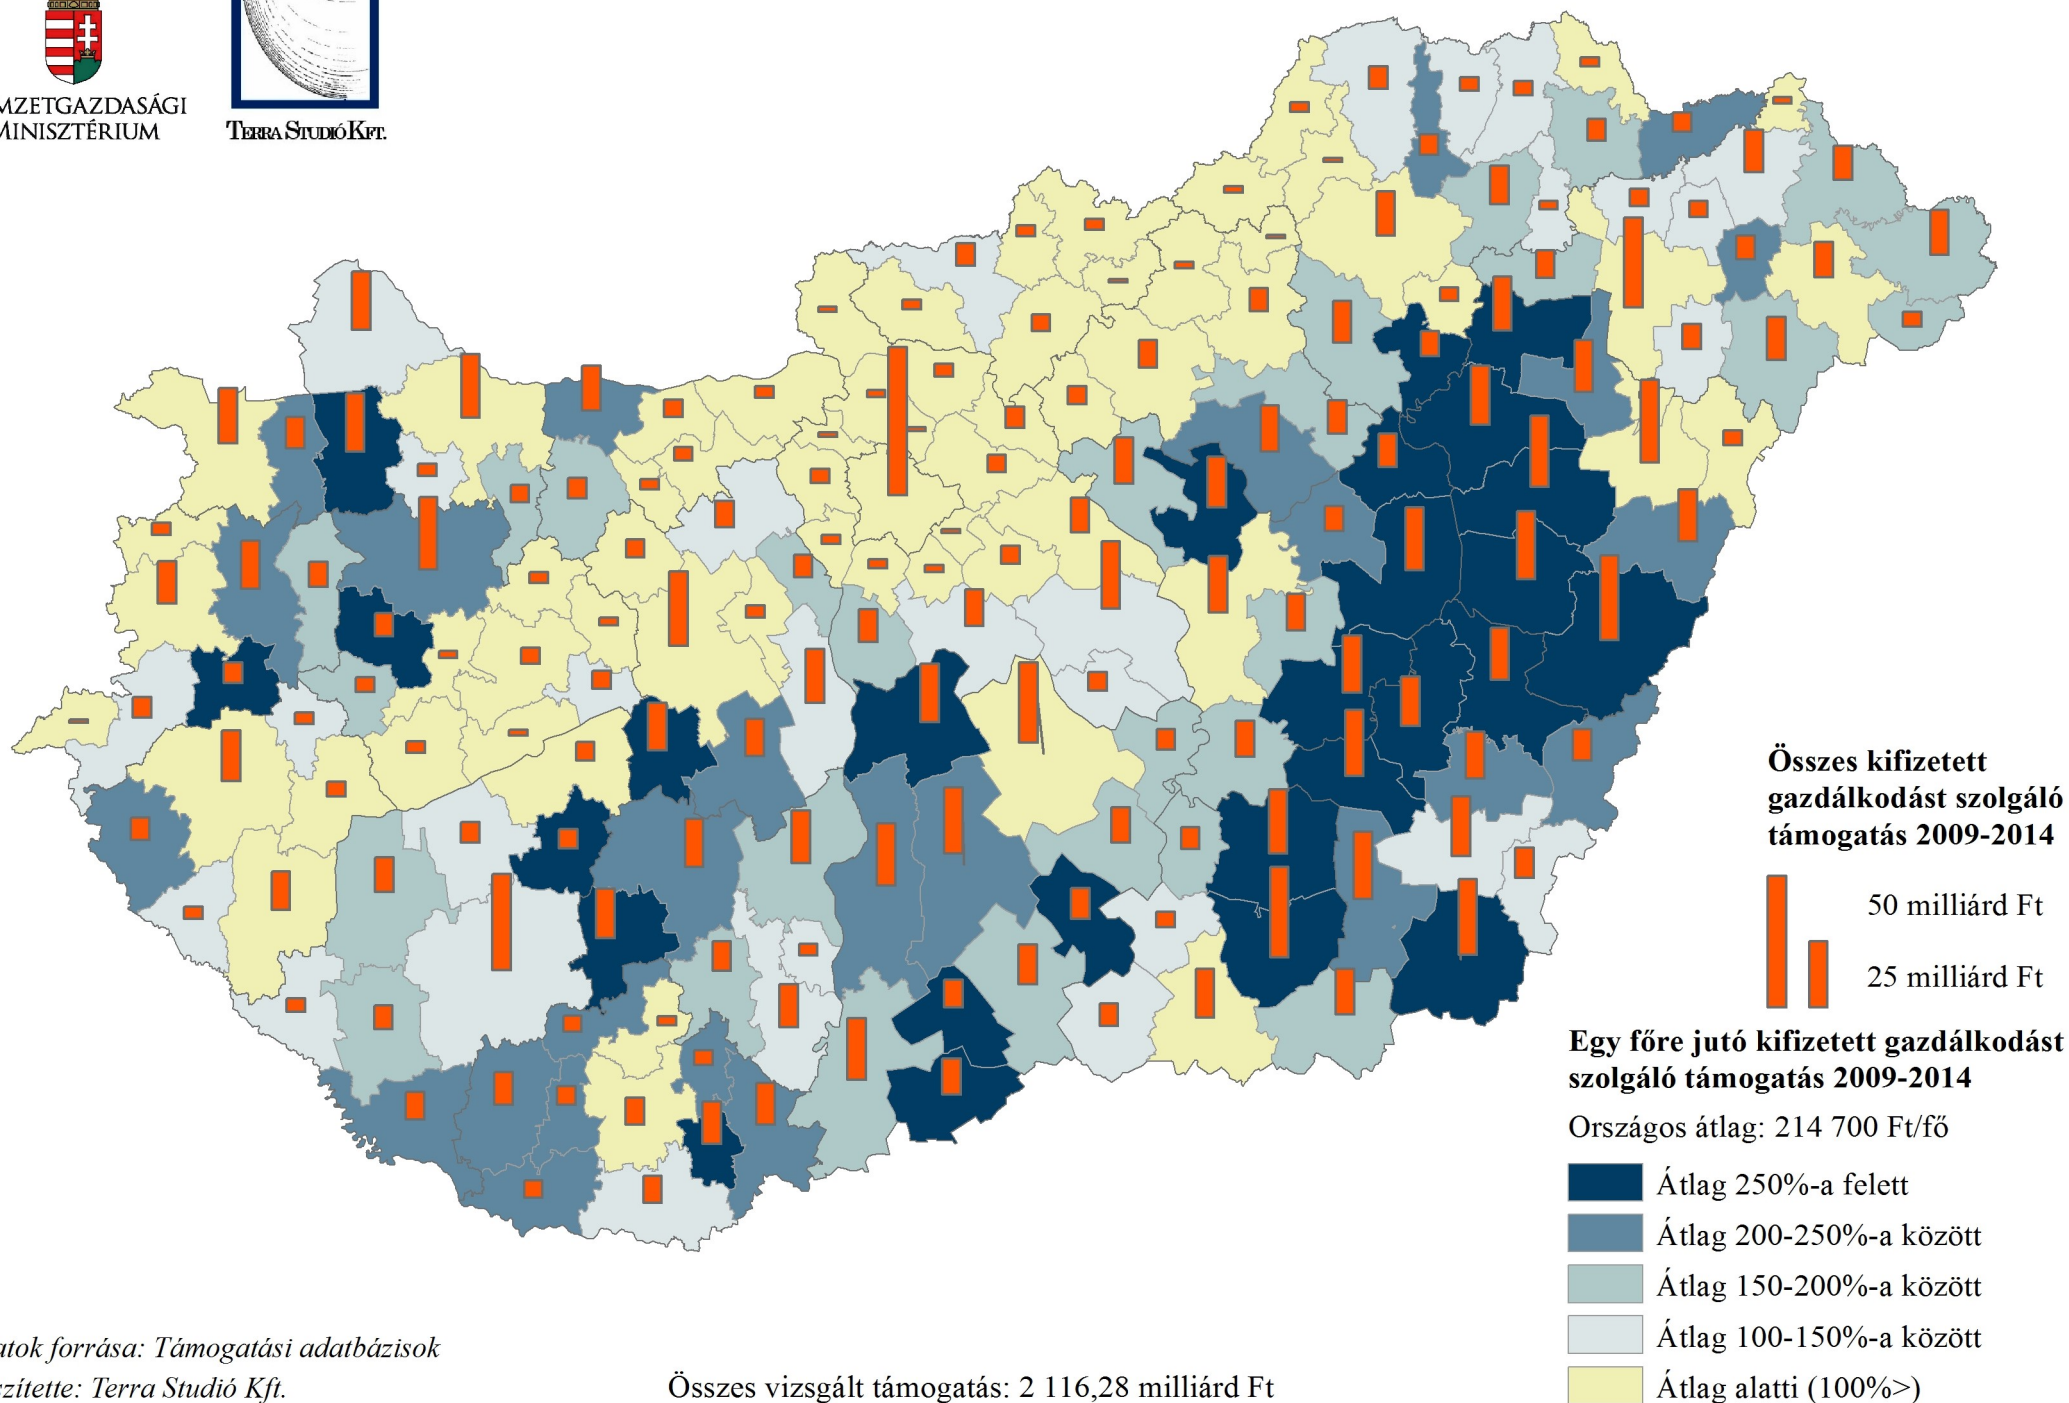 MZETGAZDASÁGI
MINISZTÉRIUM
TERRA STUDIÓ KFT.
Összes kifizetett
gazdálkodást szolgáló
támogatás 2009-2014
50 milliárd Ft
25 milliárd Ft
Egy főre jutó kifizetett gazdálkodást
szolgáló támogatás 2009-2014
Országos átlag: 214 700 Ft/fő
Átlag 250%-a felett
Átlag 200-250%-a között
Átlag 150-200%-a között
Átlag 100-150%-a között
Átlag alatti (100%>)
atok forrása: Támogatási adatbázisok
szítette: Terra Studió Kft.
Összes vizsgált támogatás: 2 116,28 milliárd Ft